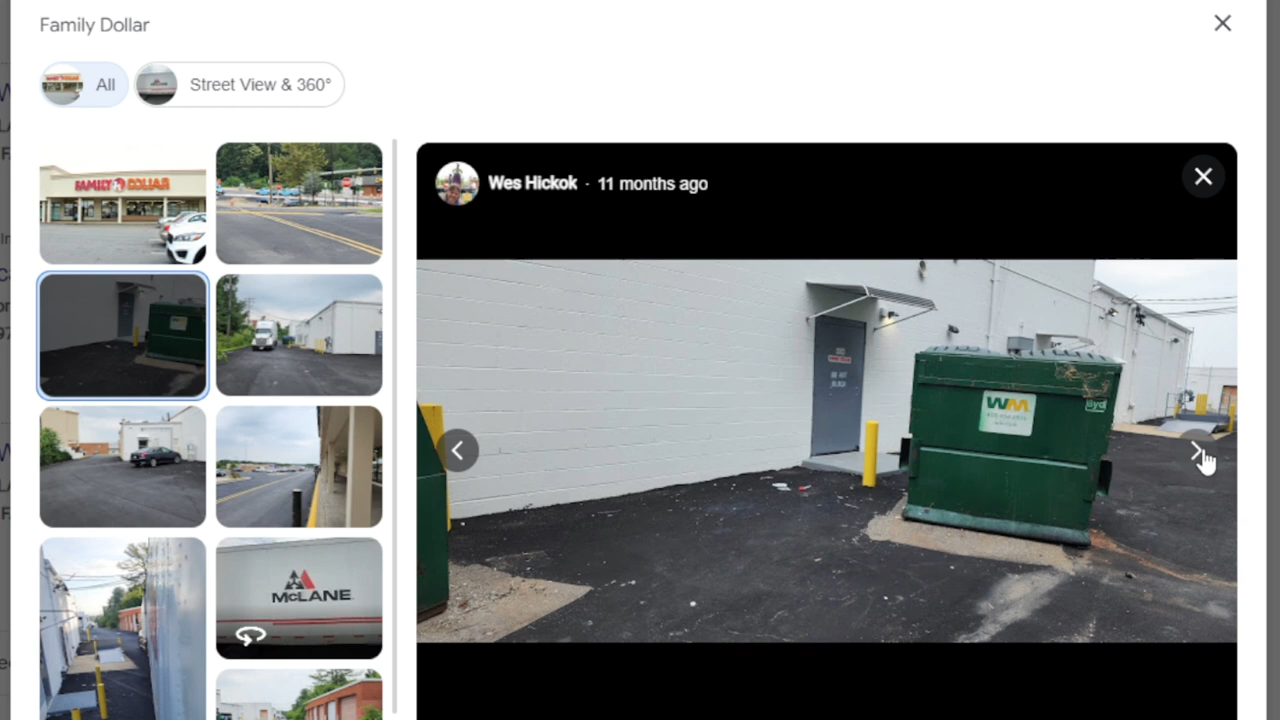 Family Dollar
All
Street View & 360°
FAMILY DOLLAR
Wes Hickok · 11 months ago
WM
McLANE